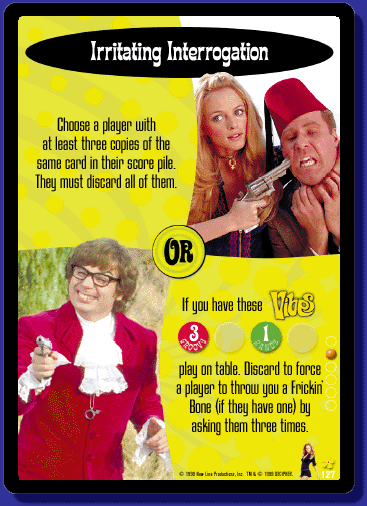 Irritating Interrogation
Choose a player with
at least three copies of the
same card in their score pile.
They must discard all of them.
OR
If you have these Vibes
3 GROOVY 1 RANDY
play on table. Discard to force
a player to throw you a Frickin'
Bone (if they have one) by
asking them three times.
© 1999 New Line Productions, Inc. TM & © 1999 DECIPHER.
127